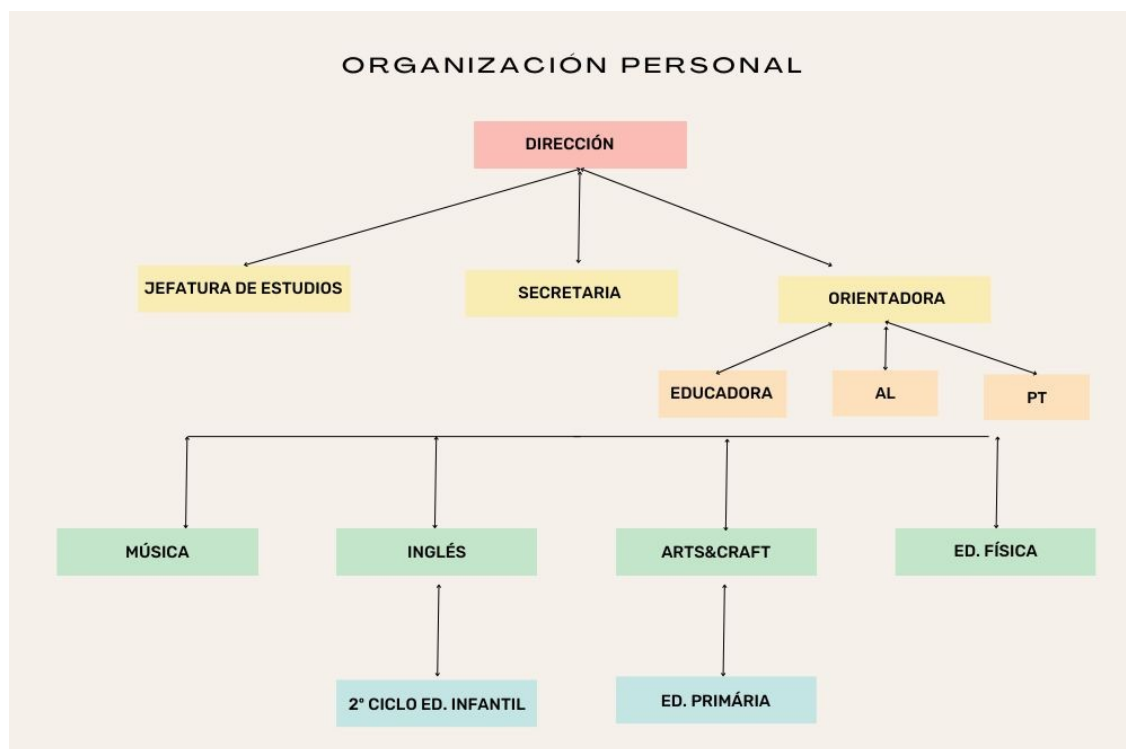 ORGANIZACIÓN PERSONAL
DIRECCIÓN
JEFATURA DE ESTUDIOS
SECRETARIA
ORIENTADORA
EDUCADORA
AL
PT
MÚSICA
INGLÉS
ARTS&CRAFT
ED. FÍSICA
2º CICLO ED. INFANTIL
ED. PRIMÁRIA